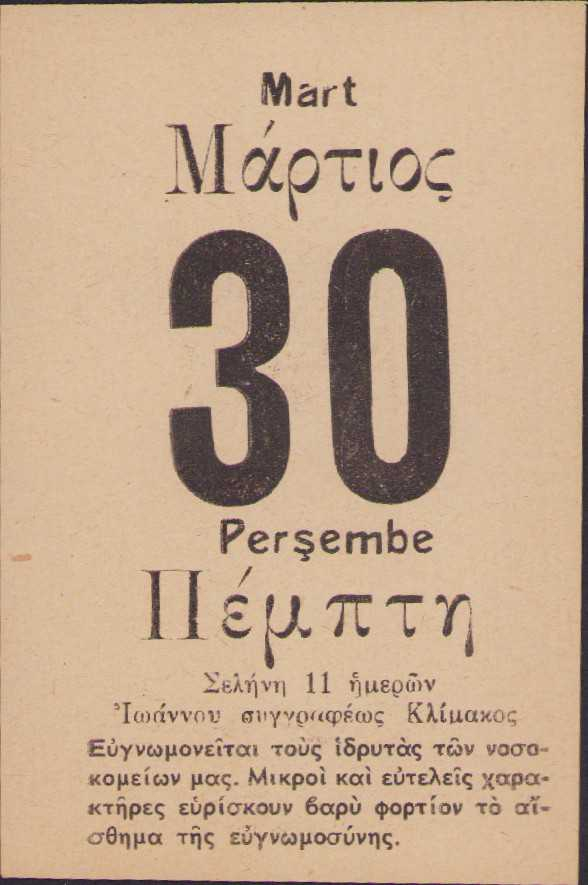 Mart
Μάρτιος
30
Perşembe
Πέμπτη
Σελήνη 11 ἡμερῶν
Ἰωάννου συγγραφέως Κλίμακος
Εὐγνωμονεῖται τοὺς ἱδρυτὰς τῶν νοσο-
κομείων μας. Μικροὶ καὶ εὐτελεῖς χαρα-
κτῆρες εὑρίσκουν βαρὺ φορτίον τὸ αἴ-
σθημα τῆς εὐγνωμοσύνης.